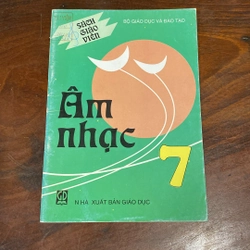 BỘ GIÁO DỤC VÀ ĐÀO TẠO
SÁCH
GIÁO
VIÊN
Âm
nhạc
7
NHÀ XUẤT BẢN GIÁO DỤC